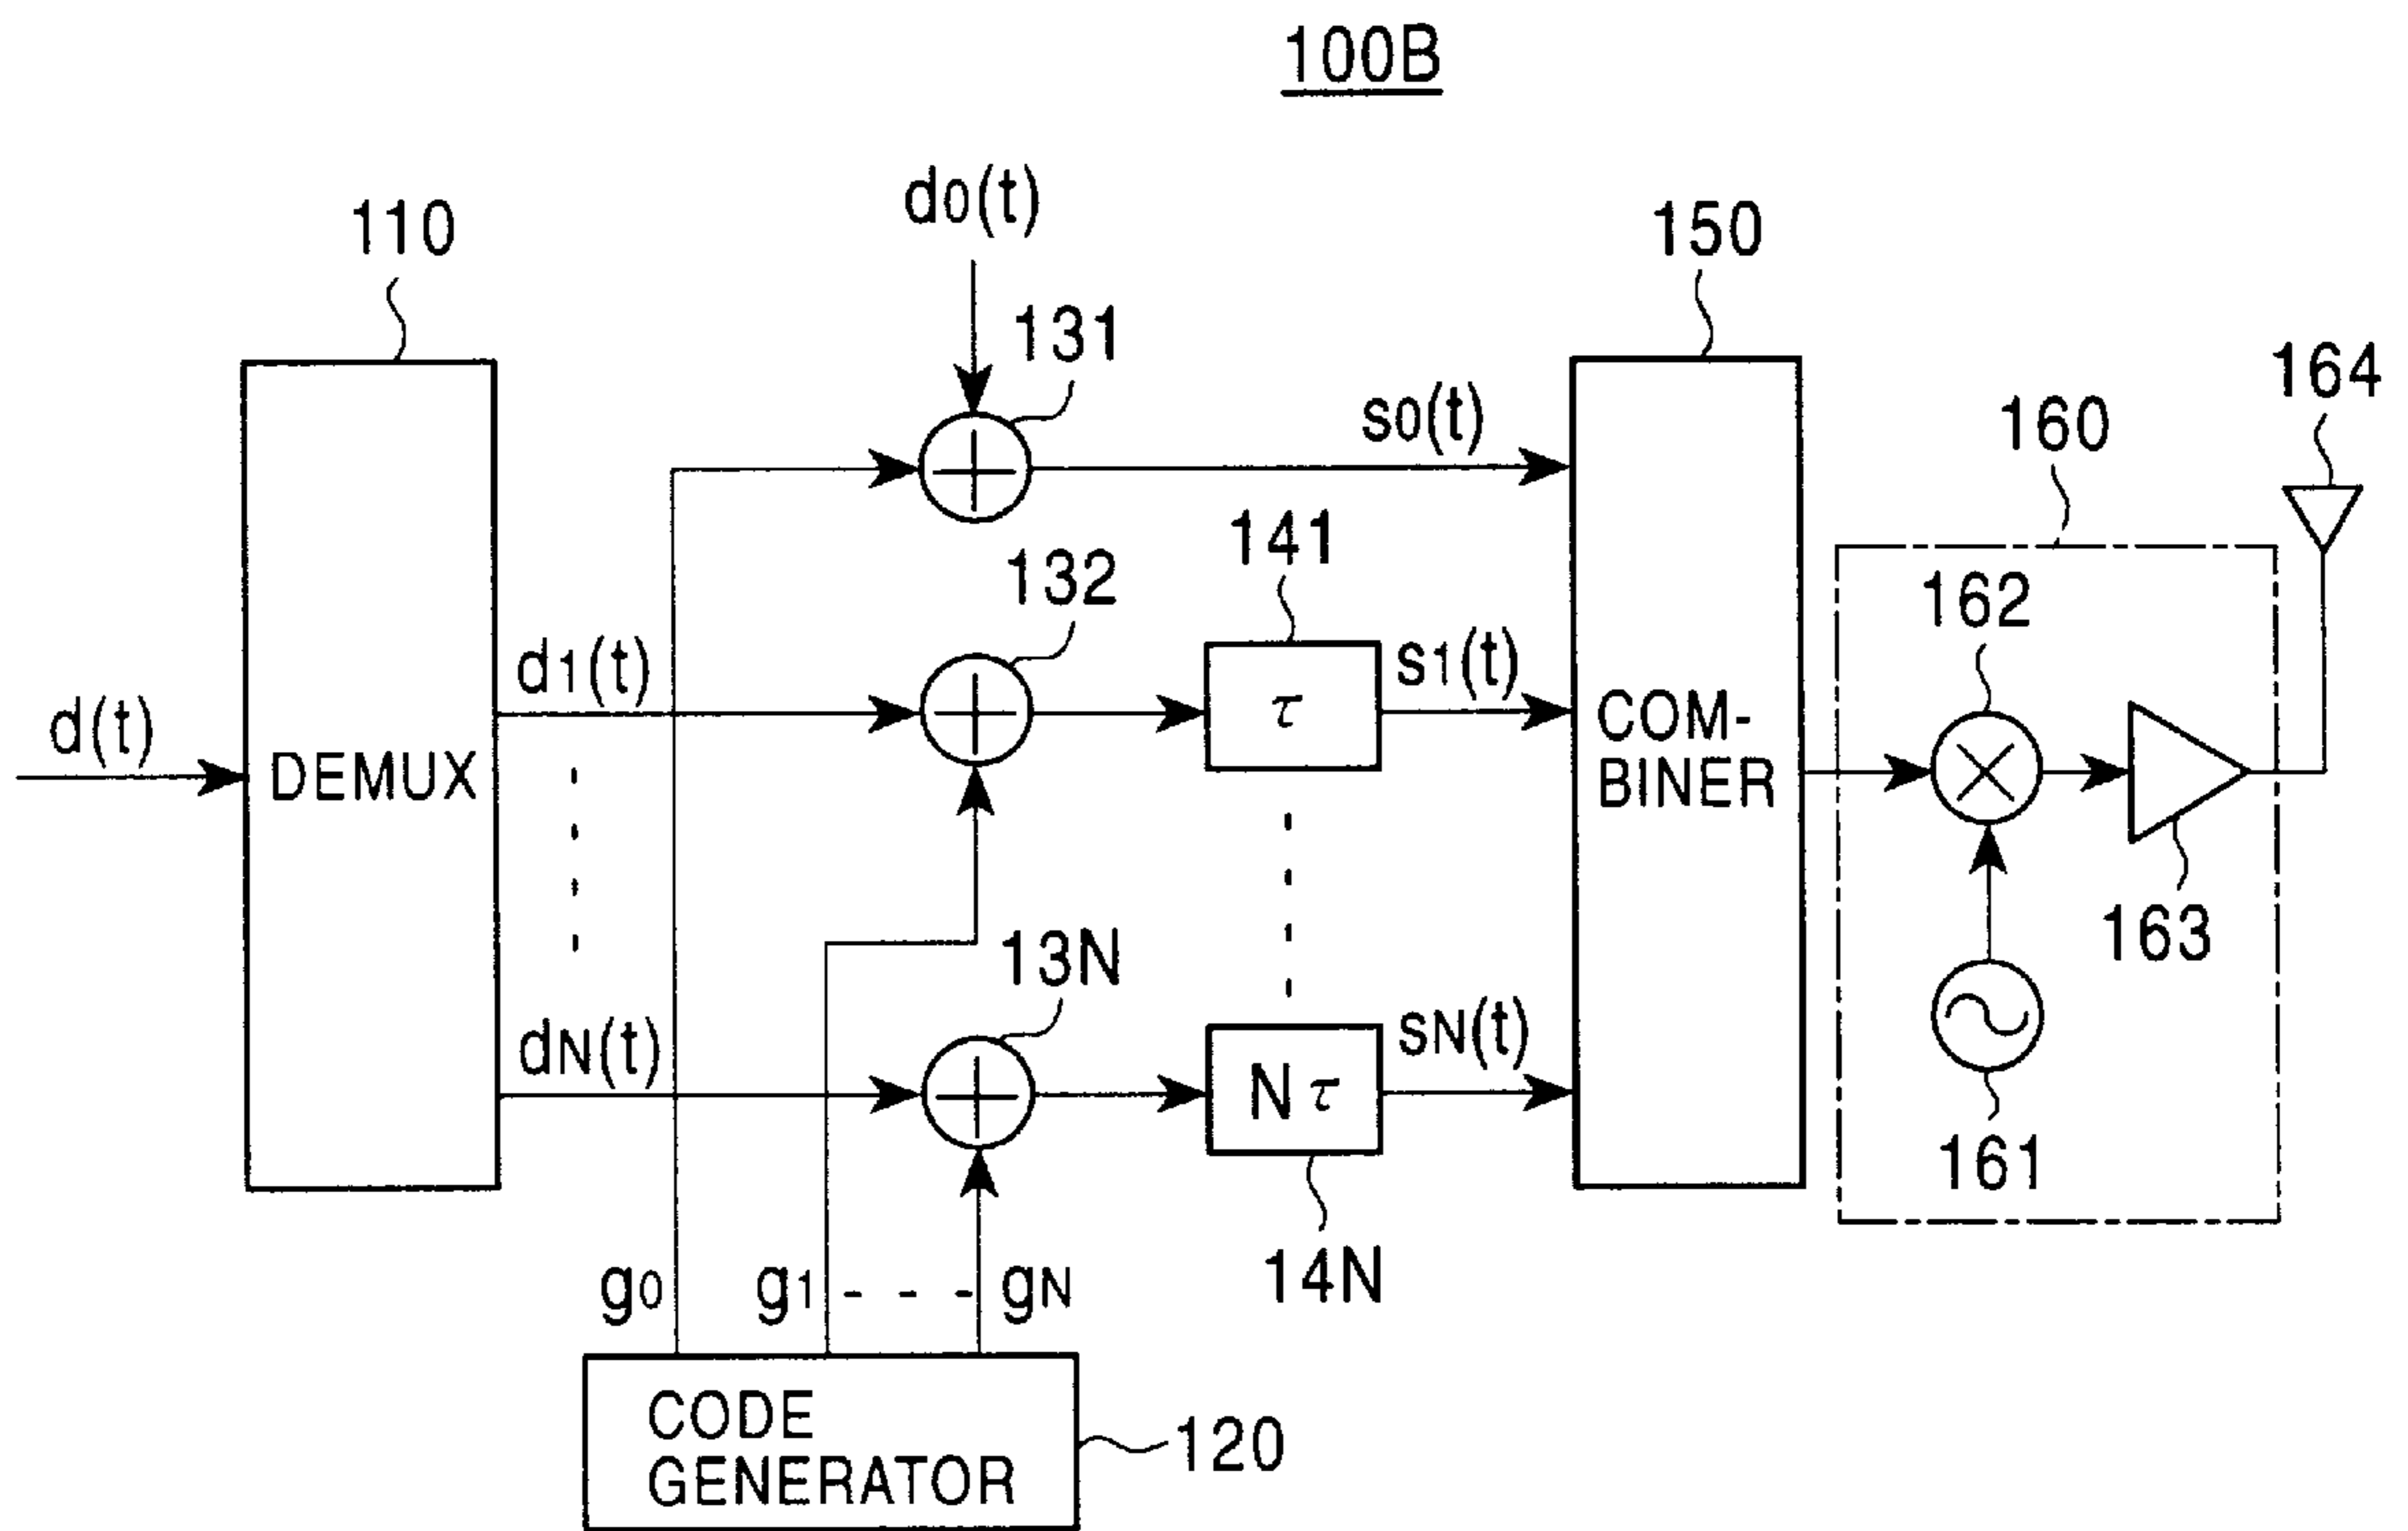 100B
d0(t)
110
150
131
164
s0(t)
160
141
132
162
d1(t)
s1(t)
d(t)
τ
COM-
BINER
DEMUX
163
13N
dN(t)
sN(t)
N τ
161
g0
g1 - - - gN
14N
CODE
GENERATOR
120